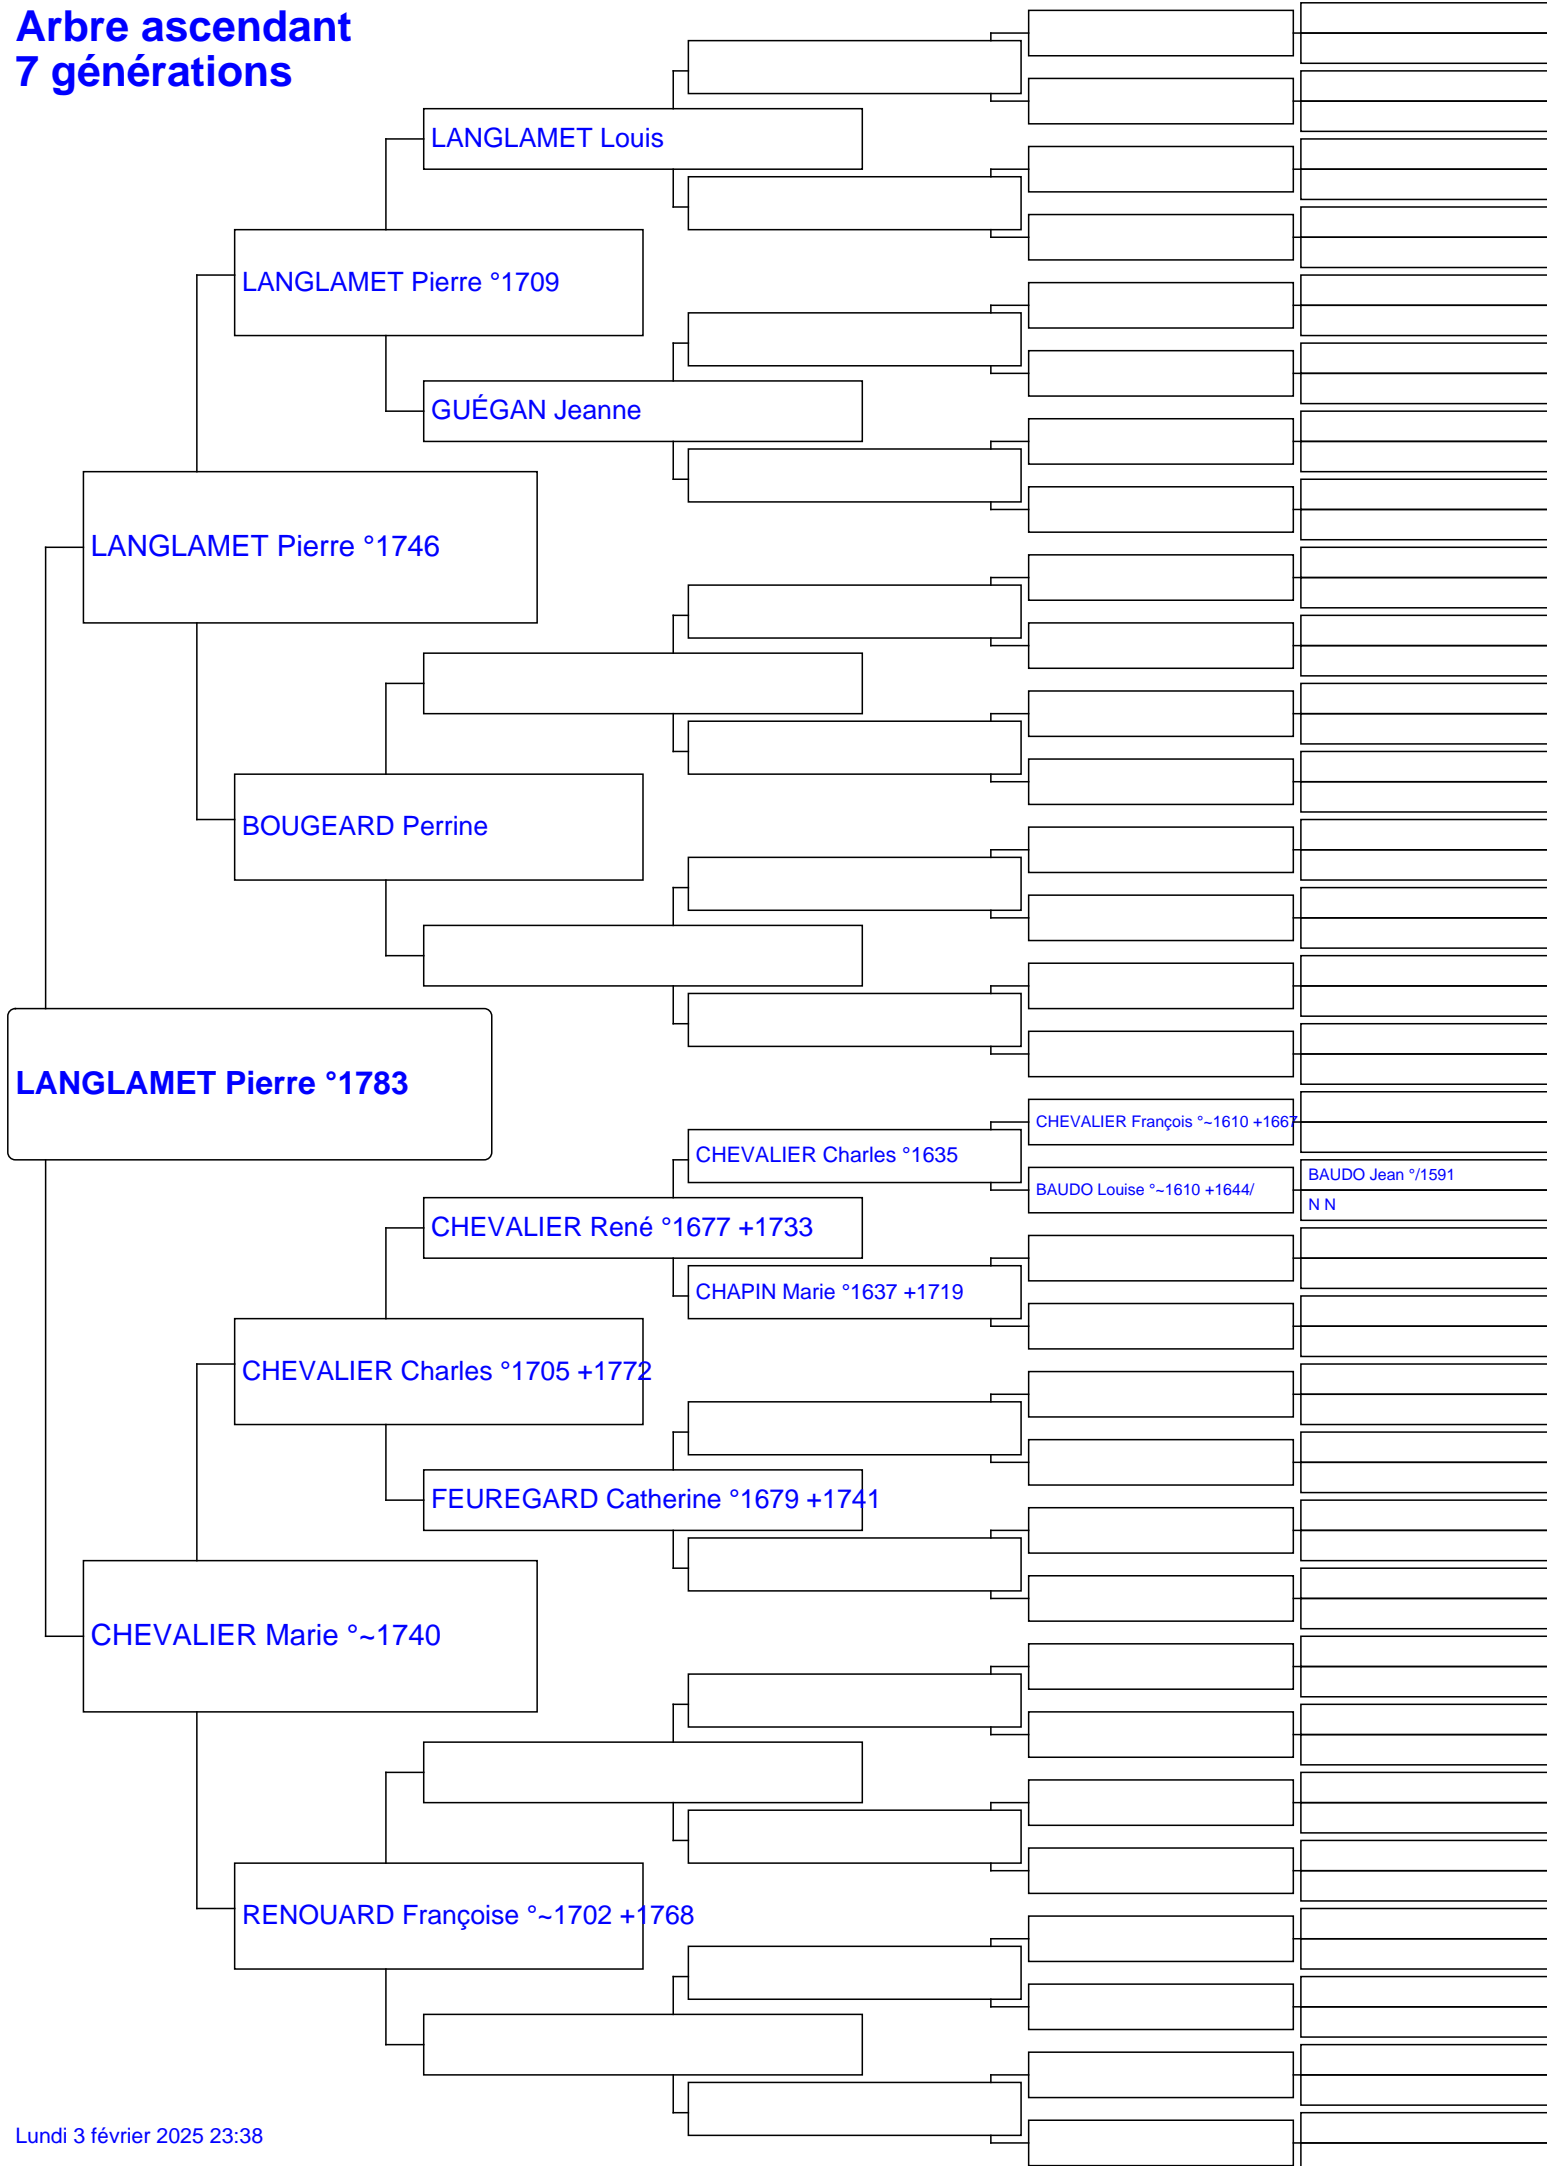 Arbre ascendant
7 générations
LANGLAMET Louis
LANGLAMET Pierre °1709
GUÉGAN Jeanne
LANGLAMET Pierre °1746
BOUGEARD Perrine
LANGLAMET Pierre °1783
CHEVALIER François °~1610 +1667
CHEVALIER Charles °1635
BAUDO Jean °/1591
BAUDO Louise °~1610 +1644/
N N
CHEVALIER René °1677 +1733
CHAPIN Marie °1637 +1719
CHEVALIER Charles °1705 +1772
FEUREGARD Catherine °1679 +1741
CHEVALIER Marie °~1740
RENOUARD Françoise °~1702 +1768
Lundi 3 février 2025 23:38